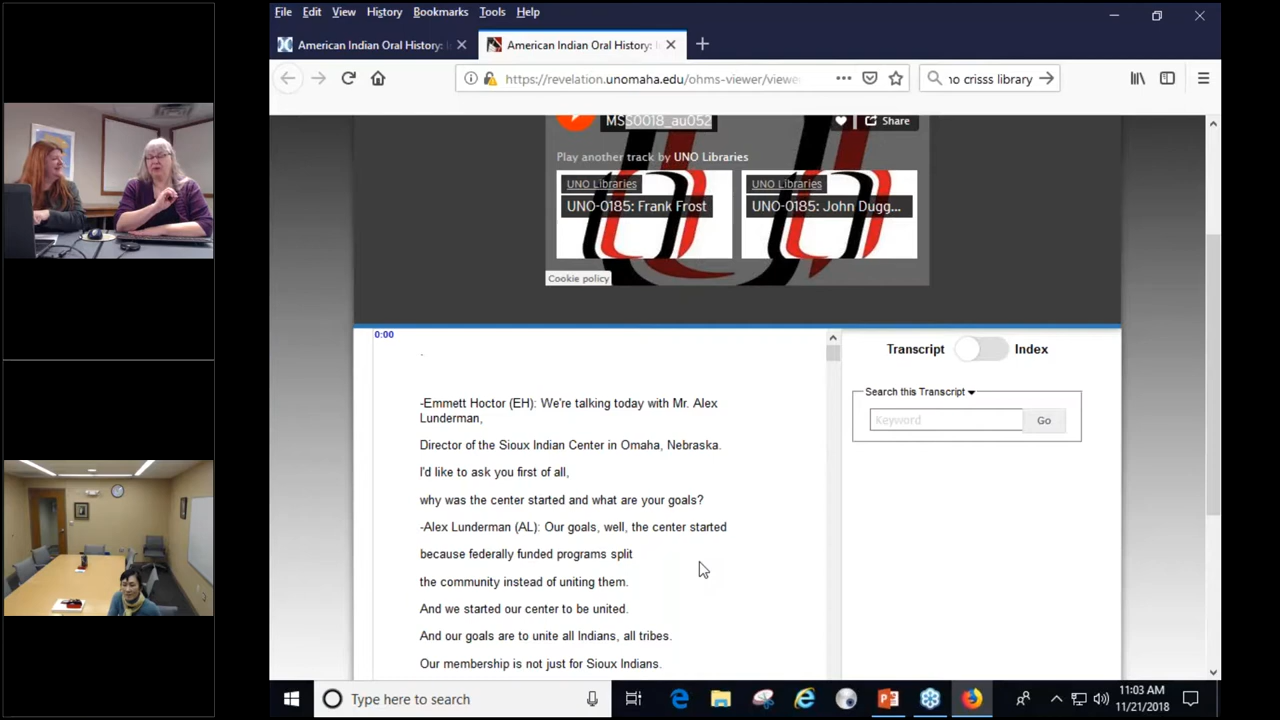 File Edit View History Bookmarks Tools Help
American Indian Oral History:
American Indian Oral History:
https://revelation.unomaha.edu/ohms-viewer/viewe
no crisss library
MSS0018_au052
Share
Play another track by UNO Libraries
UNO Libraries
UNO-0185: Frank Frost
UNO Libraries
UNO-0185: John Dugg...
Cookie policy
0:00
Transcript
Index
Search this Transcript
Keyword
Go
-Emmett Hoctor (EH): We're talking today with Mr. Alex
Lunderman,
Director of the Sioux Indian Center in Omaha, Nebraska.
I'd like to ask you first of all,
why was the center started and what are your goals?
-Alex Lunderman (AL): Our goals, well, the center started
because federally funded programs split
the community instead of uniting them.
And we started our center to be united.
And our goals are to unite all Indians, all tribes.
Our membership is not just for Sioux Indians.
Type here to search
11:03 AM
11/21/2018